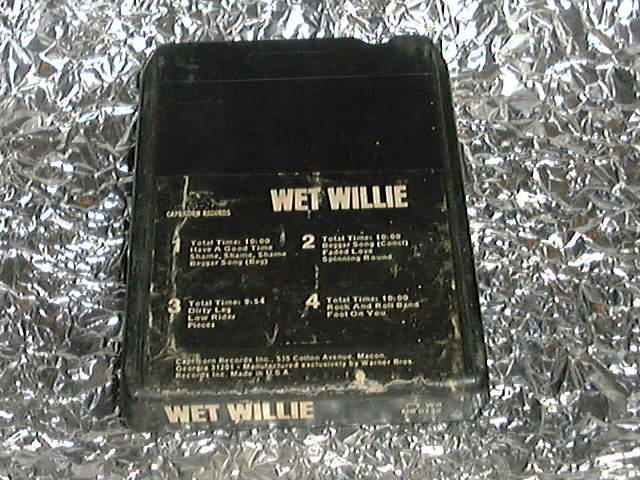 WET WILLIE
CAPRICORN RECORDS
1 Total Time: 10:00
Have A Good Time
Shame, Shame, Shame
Beggar Song (Beg)
2 Total Time: 10:00
Beggar Song (Concl)
Faded Love
Spinning Round
3 Total Time: 9:54
Dirty Leg
Low Rider
Pieces
4 Total Time: 10:00
Rock And Roll Band
Fool On You
Capricorn Records Inc., 535 Cotton Avenue, Macon,
Georgia 31201 - Manufactured exclusively by Warner Bros.
Records Inc. Made in U.S.A.
WET WILLIE